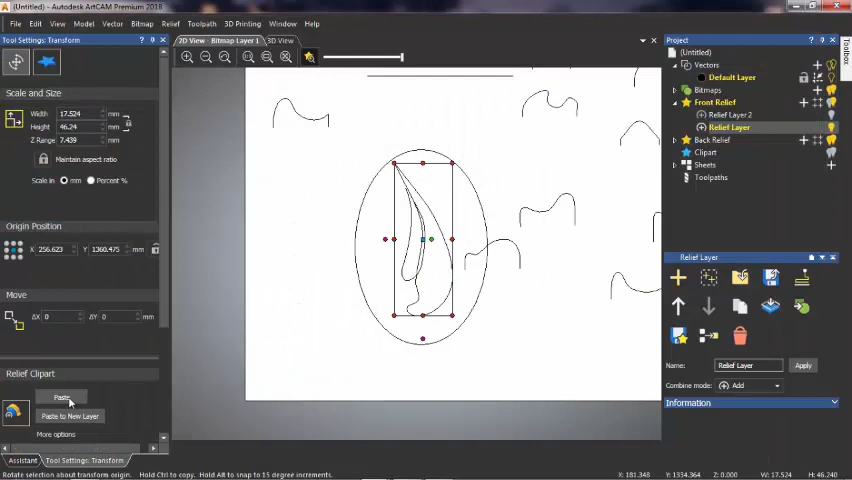 (Untitled) - Autodesk ArtCAM Premium 2018
File Edit View Model Vector Bitmap Relief Toolpath 3D Printing Window Help
Tool Settings: Transform
2D View - Bitmap Layer 1 3D View
Project
Toolbox
Scale and Size
Width 17.524 mm
Height 46.24 mm
Z Range 7.439 mm
Maintain aspect ratio
Scale in mm Percent %
Origin Position
X 256.623 Y 1360.475 mm
Move
ΔX 0 ΔY 0 mm
Relief Clipart
Paste
Paste to New Layer
More options
Assistant Tool Settings: Transform
Rotate selection about transform origin. Hold Ctrl to copy. Hold Alt to snap to 15 degree increments.
X: 181.348 Y: 1334.364 Z: 0.000 W: 17.524 H: 46.240
(Untitled)
Vectors
Default Layer
Bitmaps
Front Relief
Relief Layer 2
Relief Layer
Back Relief
Clipart
Sheets
Toolpaths
Relief Layer
Name: Relief Layer Apply
Combine mode: Add
Information